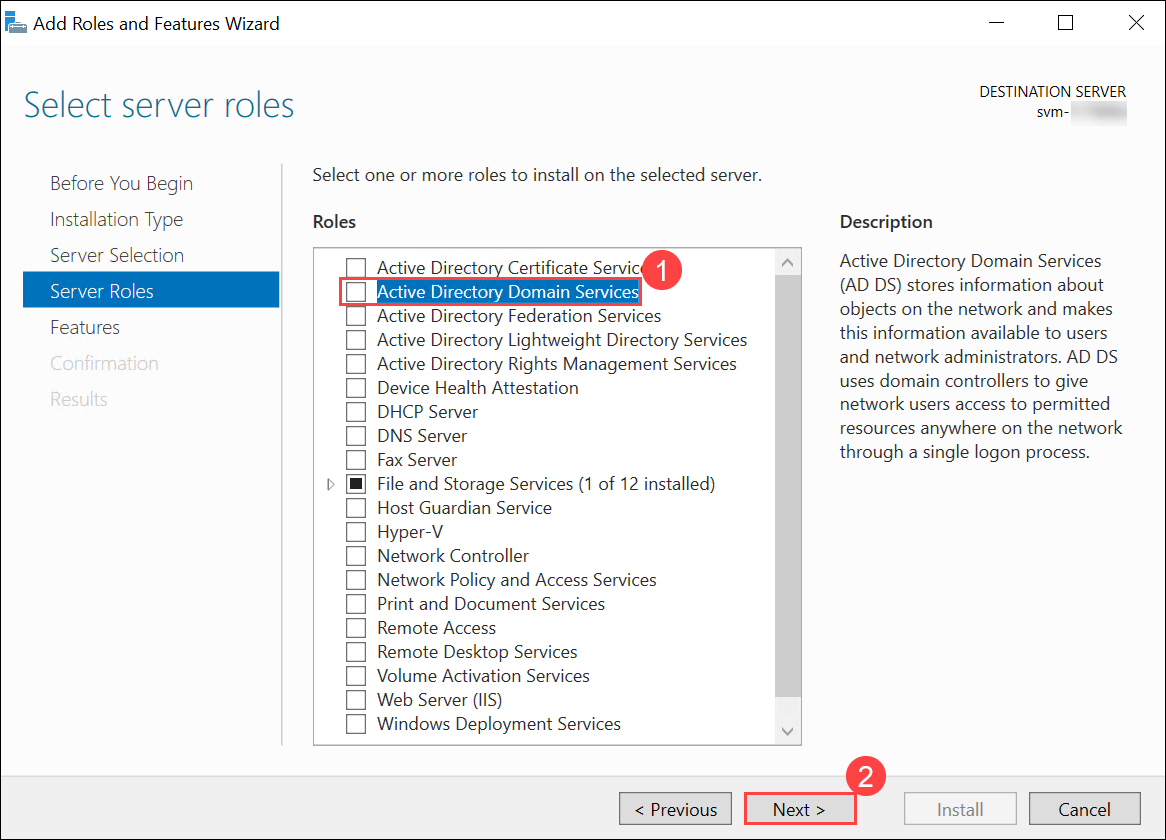 Add Roles and Features Wizard
Select server roles
DESTINATION SERVER
svm-
Before You Begin
Installation Type
Server Selection
Server Roles
Features
Confirmation
Results
Select one or more roles to install on the selected server.
Roles
Active Directory Certificate Servic
1
Active Directory Domain Services
Active Directory Federation Services
Active Directory Lightweight Directory Services
Active Directory Rights Management Services
Device Health Attestation
DHCP Server
DNS Server
Fax Server
File and Storage Services (1 of 12 installed)
Host Guardian Service
Hyper-V
Network Controller
Network Policy and Access Services
Print and Document Services
Remote Access
Remote Desktop Services
Volume Activation Services
Web Server (IIS)
Windows Deployment Services
Description
Active Directory Domain Services
(AD DS) stores information about
objects on the network and makes
this information available to users
and network administrators. AD DS
uses domain controllers to give
network users access to permitted
resources anywhere on the network
through a single logon process.
2
< Previous
Next >
Install
Cancel